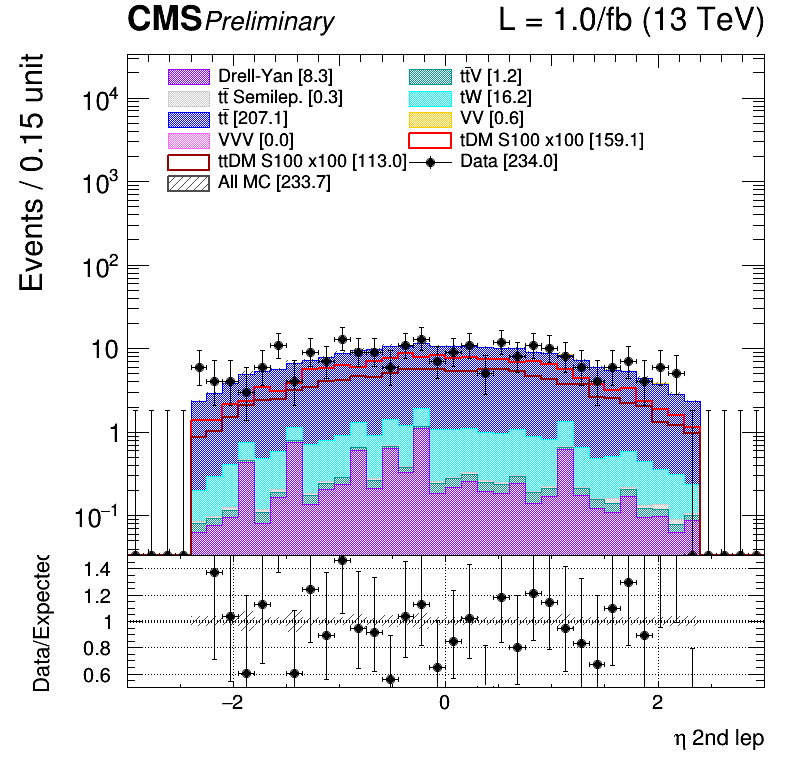 CMS Preliminary L = 1.0/fb (13 TeV)
Events / 0.15 unit
Drell-Yan [8.3] tt̄V [1.2]
tt̄ Semilep. [0.3] tW [16.2]
tt̄ [207.1] VV [0.6]
VVV [0.0] tDM S100 x100 [159.1]
ttDM S100 x100 [113.0] Data [234.0]
All MC [233.7]
10⁴
10³
10²
10
1
10⁻¹
Data/Expected
1.4
1.2
1
0.8
0.6
−2 0 2
η 2nd lep